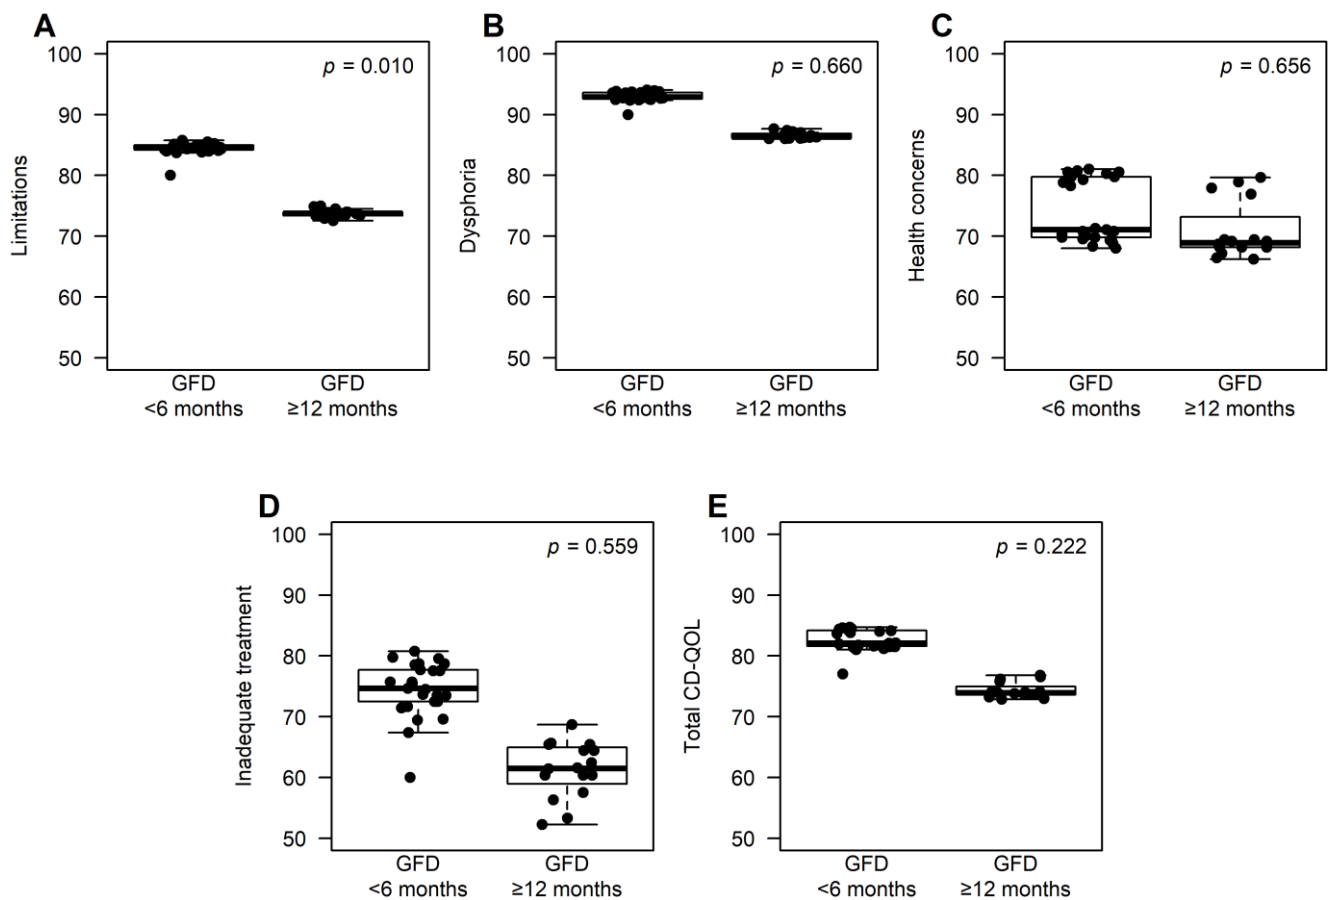 A
p = 0.010
Limitations
100
90
80
70
60
50
GFD
<6 months
GFD
≥12 months
B
p = 0.660
Dysphoria
100
90
80
70
60
50
GFD
<6 months
GFD
≥12 months
C
p = 0.656
Health concerns
100
90
80
70
60
50
GFD
<6 months
GFD
≥12 months
D
p = 0.559
Inadequate treatment
100
90
80
70
60
50
GFD
<6 months
GFD
≥12 months
E
p = 0.222
Total CD-QOL
100
90
80
70
60
50
GFD
<6 months
GFD
≥12 months